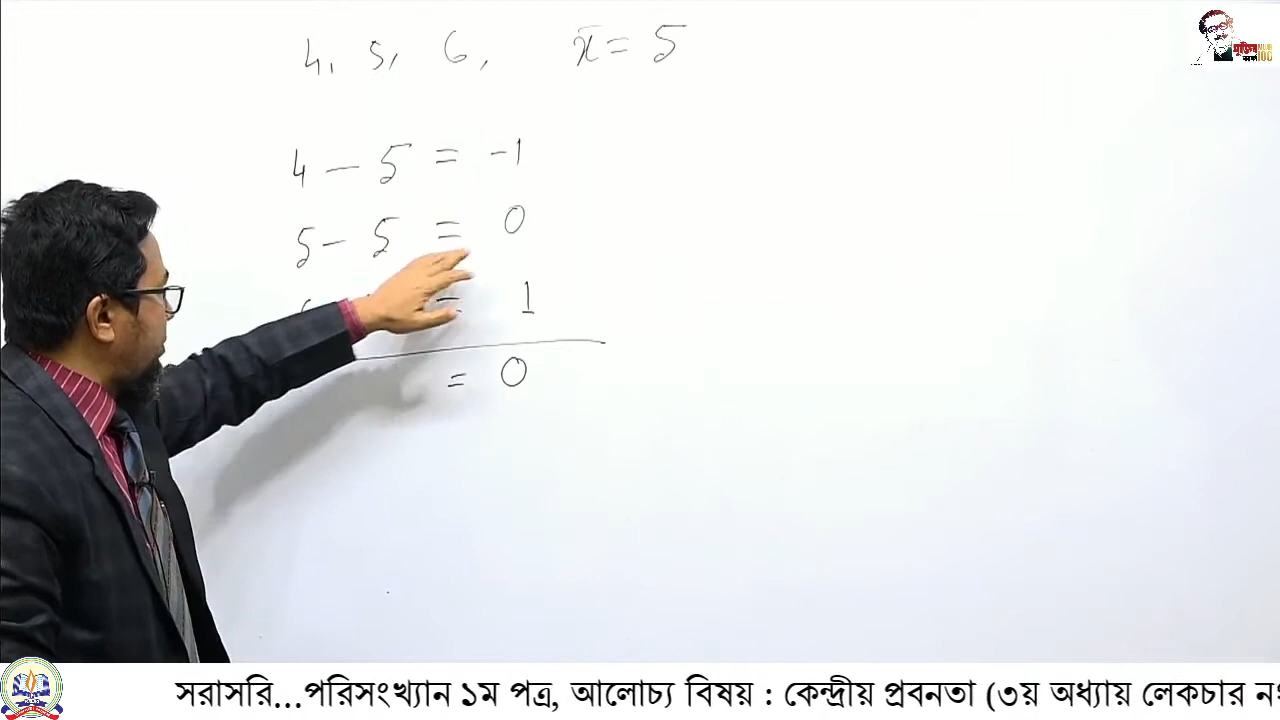 4, 5, 6, x̄ = 5
4 - 5 = -1
5 - 5 = 0
= 1
= 0
মুজিব
100
সরাসরি...পরিসংখ্যান ১ম পত্র, আলোচ্য বিষয় : কেন্দ্রীয় প্রবনতা (৩য় অধ্যায় লেকচার